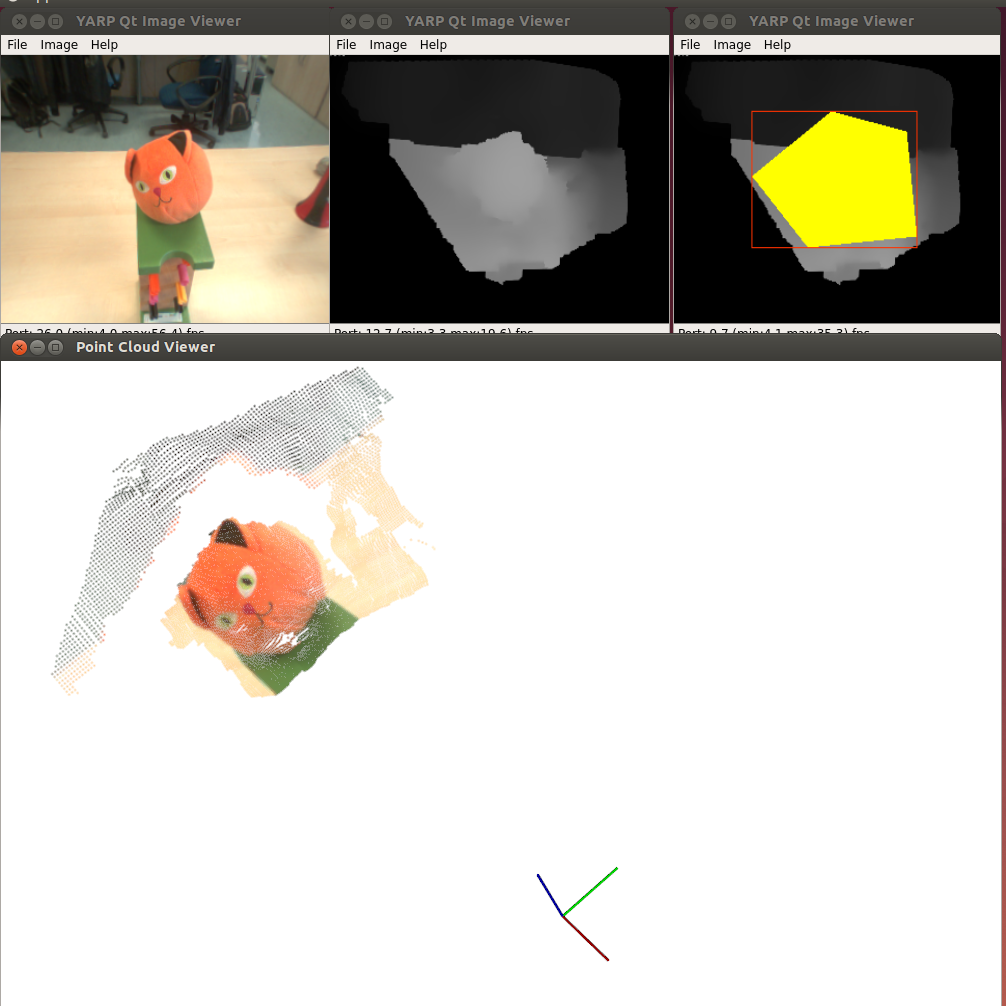 YARP Qt Image Viewer
File Image Help
Port: 26.0 (min:4.0 max:56.4) fps
YARP Qt Image Viewer
File Image Help
Port: 12.7 (min:3.3 max:19.6) fps
YARP Qt Image Viewer
File Image Help
Port: 9.7 (min:4.1 max:35.3) fps
Point Cloud Viewer